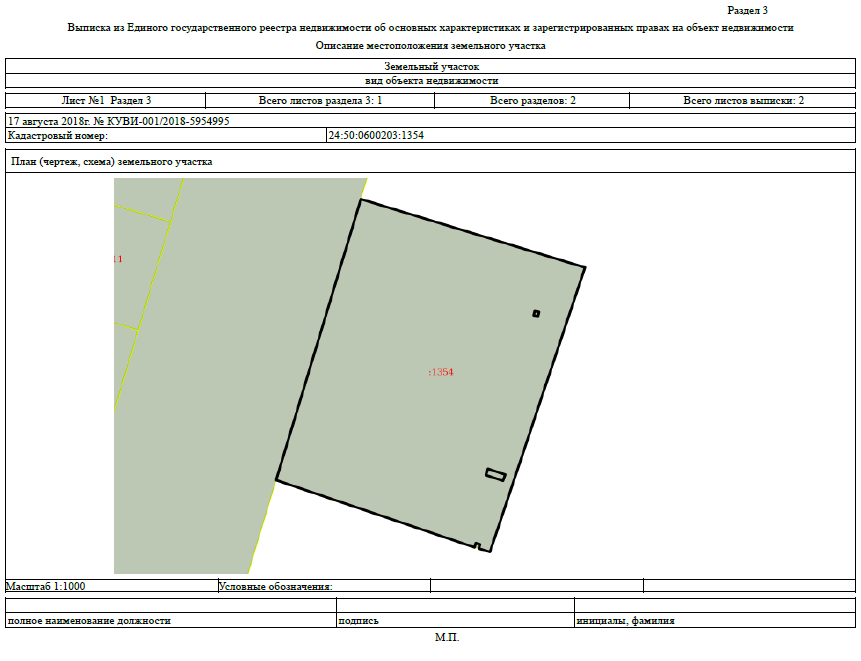 Раздел 3
Выписка из Единого государственного реестра недвижимости об основных характеристиках и зарегистрированных правах на объект недвижимости
Описание местоположения земельного участка
Земельный участок
вид объекта недвижимости
Лист №1 Раздел 3 Всего листов раздела 3: 1 Всего разделов: 2 Всего листов выписки: 2
17 августа 2018г. № КУВИ-001/2018-5954995
Кадастровый номер: 24:50:0600203:1354
План (чертеж, схема) земельного участка
11
:1354
Масштаб 1:1000 Условные обозначения:
полное наименование должности подпись инициалы, фамилия
М.П.